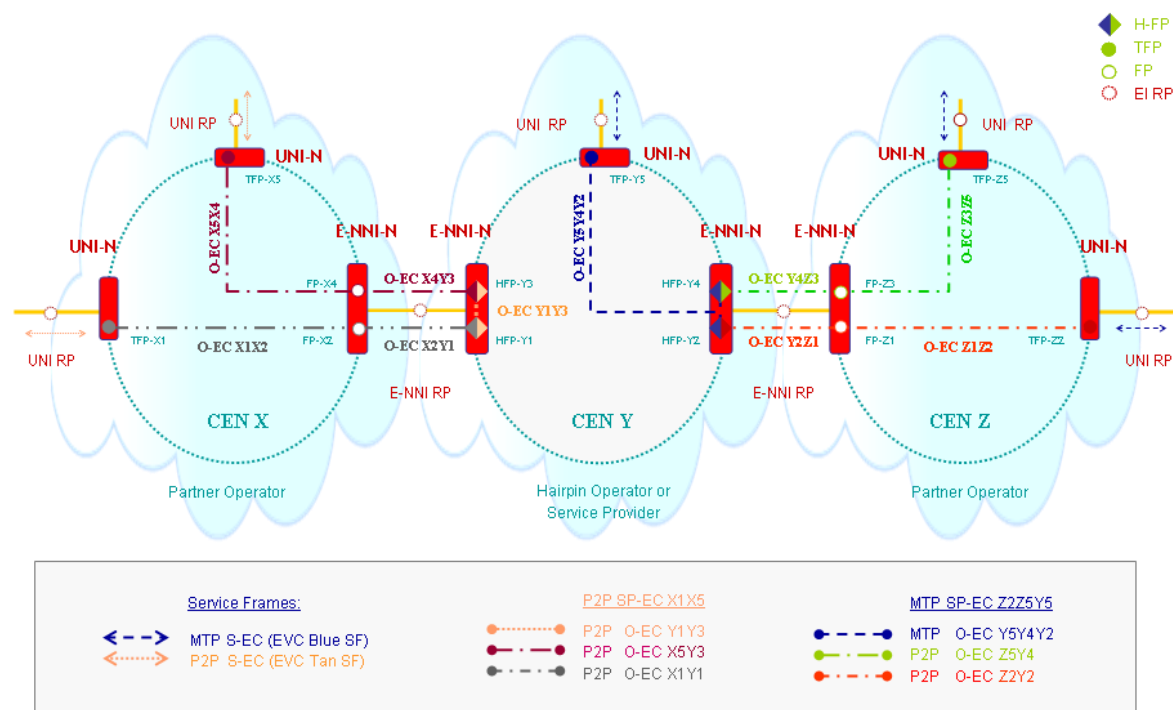 H-FP
TFP
FP
EI RP
UNI RP
UNI RP
UNI RP
UNI-N
UNI-N
UNI-N
TFP-X5
TFP-Y5
TFP-Z5
O-EC X5X4
O-EC Y5Y4Y2
O-EC Z3Z5
UNI-N
E-NNI-N
E-NNI-N
E-NNI-N
E-NNI-N
UNI-N
FP-X4
O-EC X4Y3
HFP-Y3
HFP-Y4
O-EC Y4Z3
FP-Z3
O-EC Y1Y3
TFP-X1
FP-X2
HFP-Y1
HFP-Y2
FP-Z1
TFP-Z2
O-EC X1X2
O-EC X2Y1
O-EC Y2Z1
O-EC Z1Z2
UNI RP
UNI RP
E-NNI RP
E-NNI RP
CEN X
CEN Y
CEN Z
Partner Operator
Hairpin Operator or
Service Provider
Partner Operator
Service Frames:
MTP S-EC (EVC Blue SF)
P2P S-EC (EVC Tan SF)
P2P SP-EC X1X5
P2P O-EC Y1Y3
P2P O-EC X5Y3
P2P O-EC X1Y1
MTP SP-EC Z2Z5Y5
MTP O-EC Y5Y4Y2
P2P O-EC Z5Y4
P2P O-EC Z2Y2